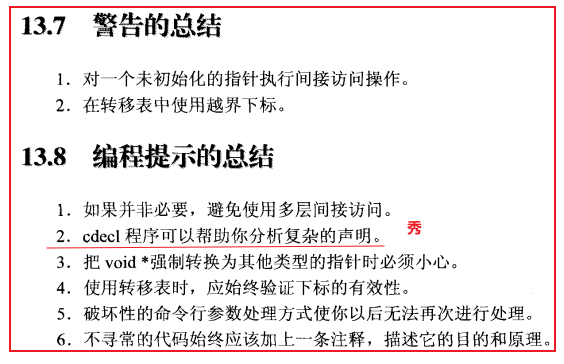 13.7 警告的总结
1. 对一个未初始化的指针执行间接访问操作。
2. 在转移表中使用越界下标。
13.8 编程提示的总结
1. 如果并非必要，避免使用多层间接访问。
2. cdecl 程序可以帮助你分析复杂的声明。 秀
3. 把 void *强制转换为其他类型的指针时必须小心。
4. 使用转移表时，应始终验证下标的有效性。
5. 破坏性的命令行参数处理方式使你以后无法再次进行处理。
6. 不寻常的代码始终应该加上一条注释，描述它的目的和原理。